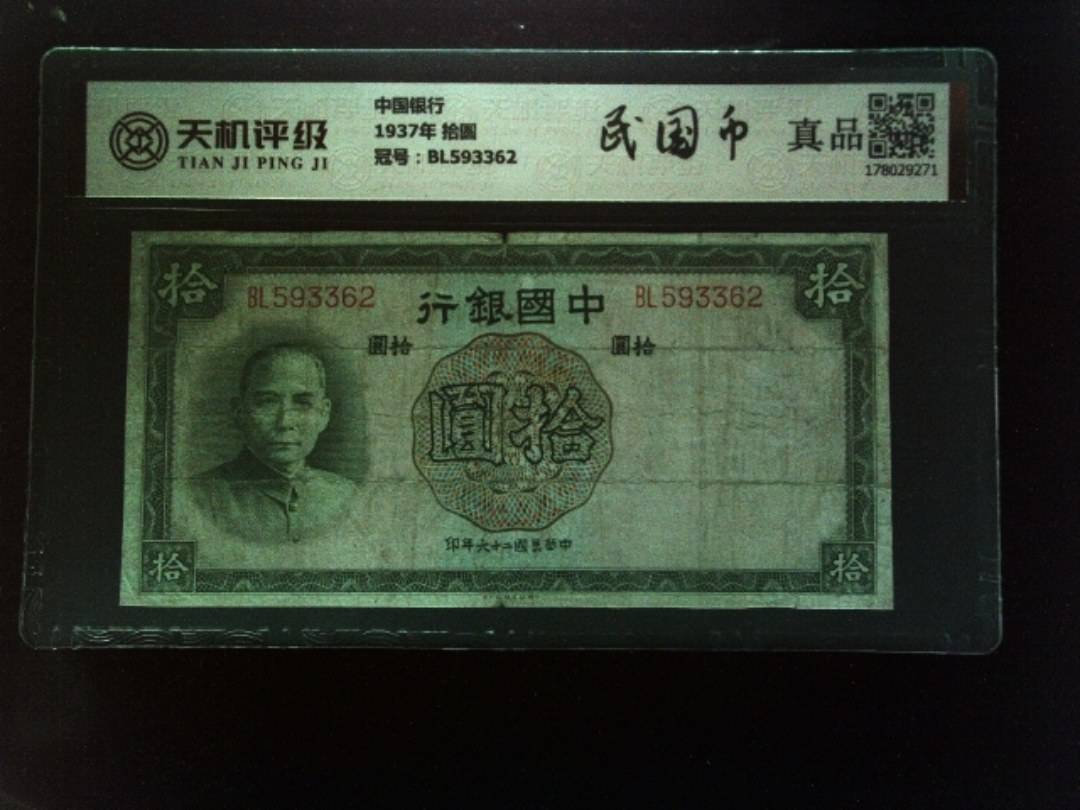 天机评级
TIAN JI PING JI
中国银行
1937年 拾圆
冠号：BL593362
民国币
真品
178029271
拾
拾
BL593362
中國銀行
BL593362
拾圓
拾圓
拾圓
中華民國二十六年印
拾
拾